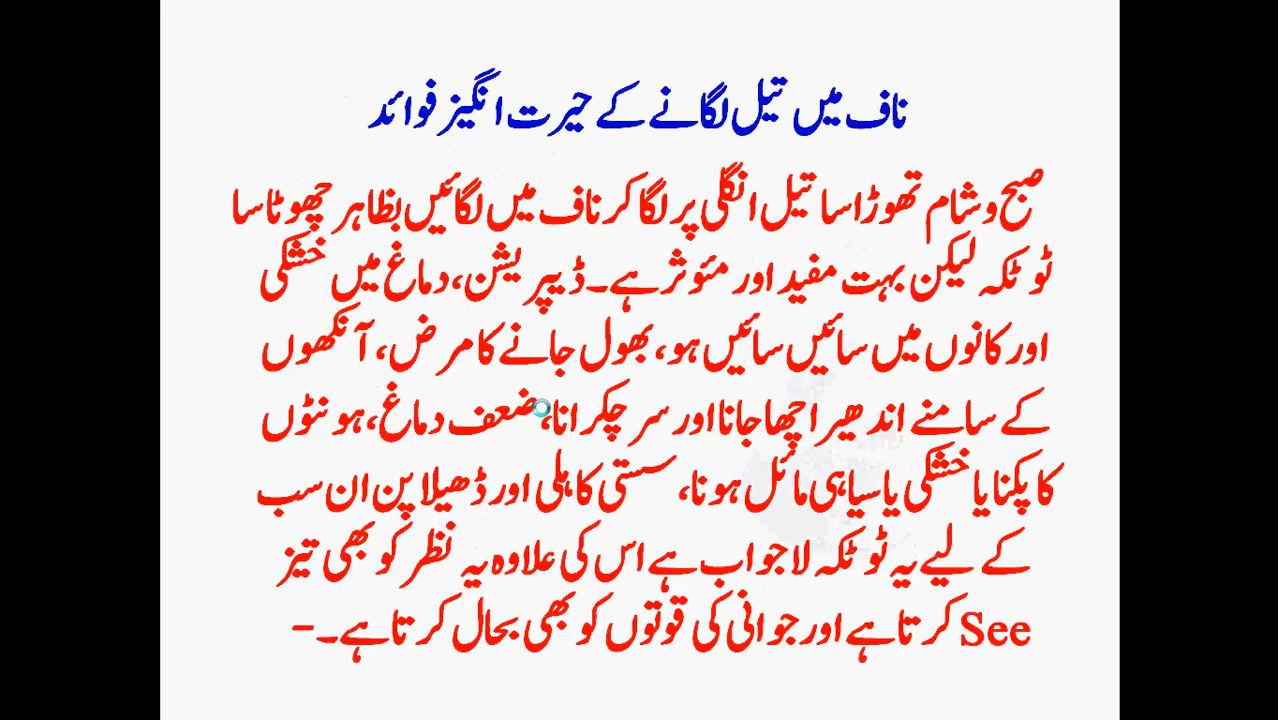 ناف میں تیل لگانے کے حیرت انگیز فوائد
صبح و شام تھوڑا سا تیل انگلی پر لگا کر ناف میں لگائیں بظاہر چھوٹا سا
ٹوٹکہ لیکن بہت مفید اور مئوثر ہے۔ ڈیپریشن، دماغ میں خشکی
اور کانوں میں سائیں سائیں ہو، بھول جانے کا مرض، آنکھوں
کے سامنے اندھیرا چھا جانا اور سر چکرانا، ضعف دماغ، ہونٹوں
کا پکنا یا خشکی یا سیاہی مائل ہونا، سستی کاہلی اور ڈھیلا پن ان سب
کے لیے یہ ٹوٹکہ لاجواب ہے اس کی علاوہ یہ نظر کو بھی تیز
See کرتا ہے اور جوانی کی قوتوں کو بھی بحال کرتا ہے۔-